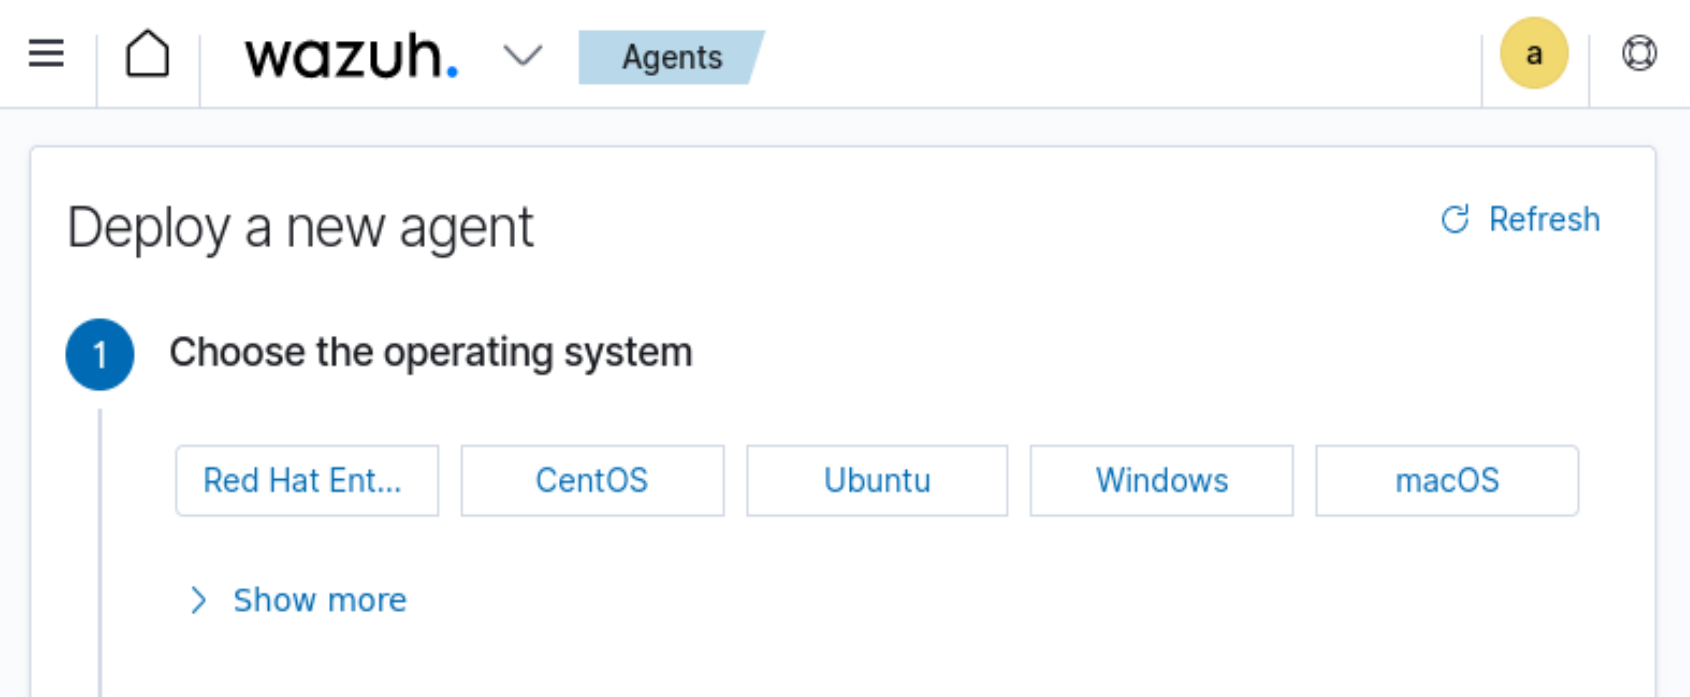 wazuh. Agents a
Deploy a new agent Refresh
1 Choose the operating system
Red Hat Ent... CentOS Ubuntu Windows macOS
Show more